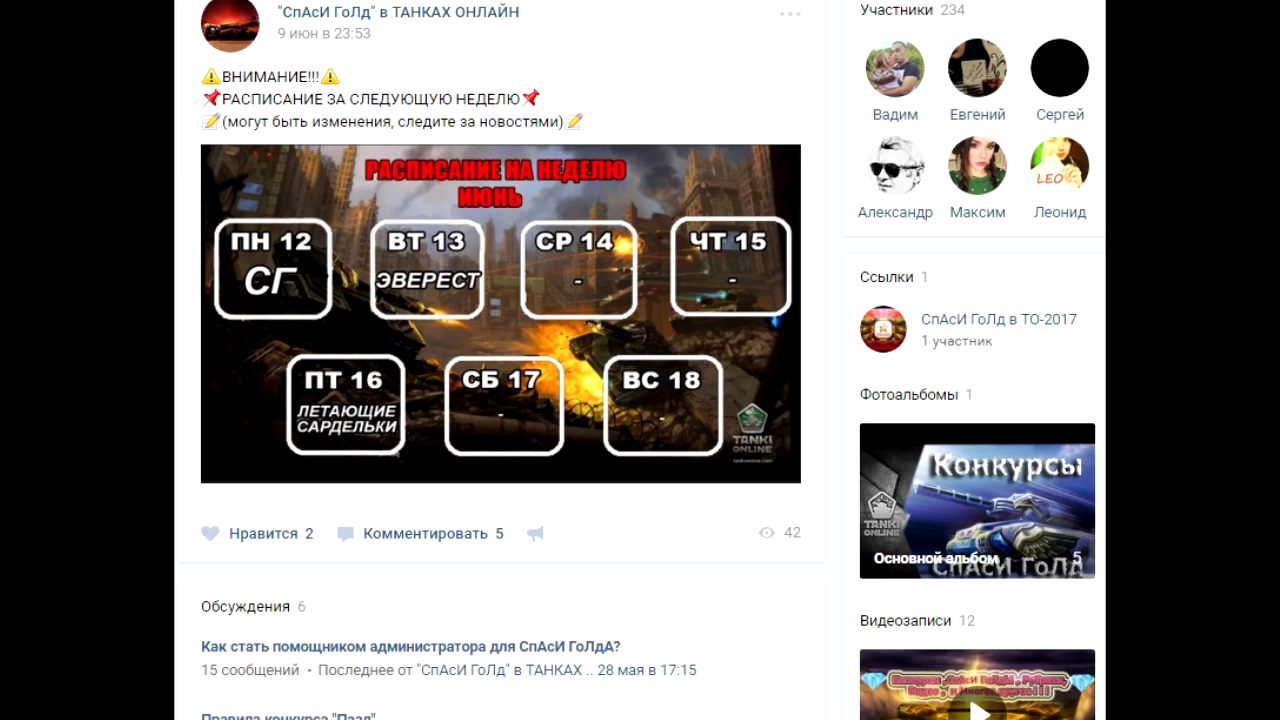 "СпАсИ ГоЛд" в ТАНКАХ ОНЛАЙН
9 июн в 23:53
ВНИМАНИЕ!!!
РАСПИСАНИЕ ЗА СЛЕДУЮЩУЮ НЕДЕЛЮ
(могут быть изменения, следите за новостями)
РАСПИСАНИЕ НА НЕДЕЛЮ
ИЮНЬ
ПН 12
СГ
ВТ 13
ЭВЕРЕСТ
СР 14
-
ЧТ 15
-
ПТ 16
ЛЕТАЮЩИЕ
САРДЕЛЬКИ
СБ 17
-
ВС 18
-
TANKI
ONLINE
tankionline.com
Нравится 2
Комментировать 5
42
Обсуждения 6
Как стать помощником администратора для СпАсИ ГоЛдА?
15 сообщений · Последнее от "СпАсИ ГоЛд" в ТАНКАХ .. 28 мая в 17:15
Правила конкурса "Пазл"
Участники 234
Вадим
Евгений
Сергей
LEO
Александр
Максим
Леонид
Ссылки 1
СпАсИ ГоЛд в ТО-2017
1 участник
Фотоальбомы 1
Конкурсы
TANKI
ONLINE
Основной альбом 5
СпАсИ ГоЛд
Видеозаписи 12